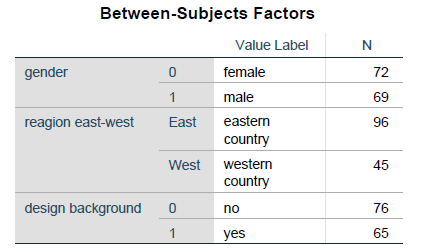 Between-Subjects Factors
Value Label N
gender 0 female 72
1 male 69
reagion east-west East eastern country 96
West western country 45
design background 0 no 76
1 yes 65